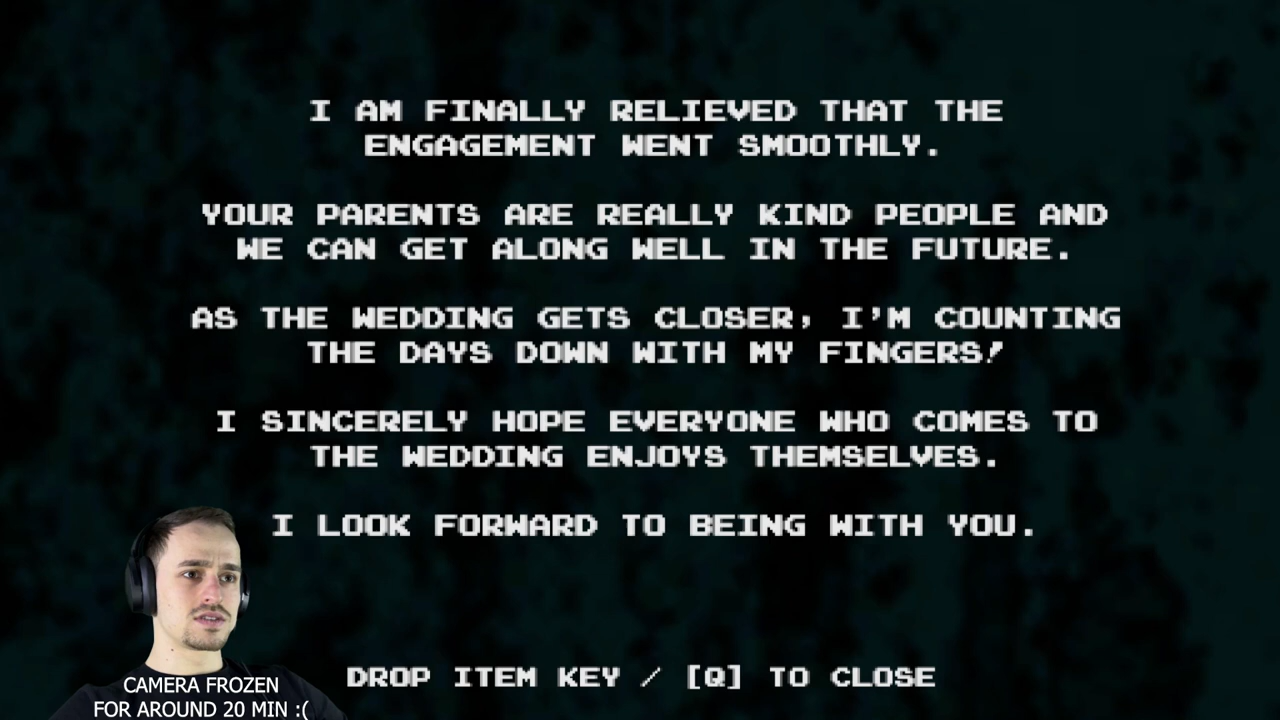 I AM FINALLY RELIEVED THAT THE
ENGAGEMENT WENT SMOOTHLY.
YOUR PARENTS ARE REALLY KIND PEOPLE AND
WE CAN GET ALONG WELL IN THE FUTURE.
AS THE WEDDING GETS CLOSER, I'M COUNTING
THE DAYS DOWN WITH MY FINGERS!
I SINCERELY HOPE EVERYONE WHO COMES TO
THE WEDDING ENJOYS THEMSELVES.
I LOOK FORWARD TO BEING WITH YOU.
DROP ITEM KEY / [Q] TO CLOSE
CAMERA FROZEN
FOR AROUND 20 MIN :(